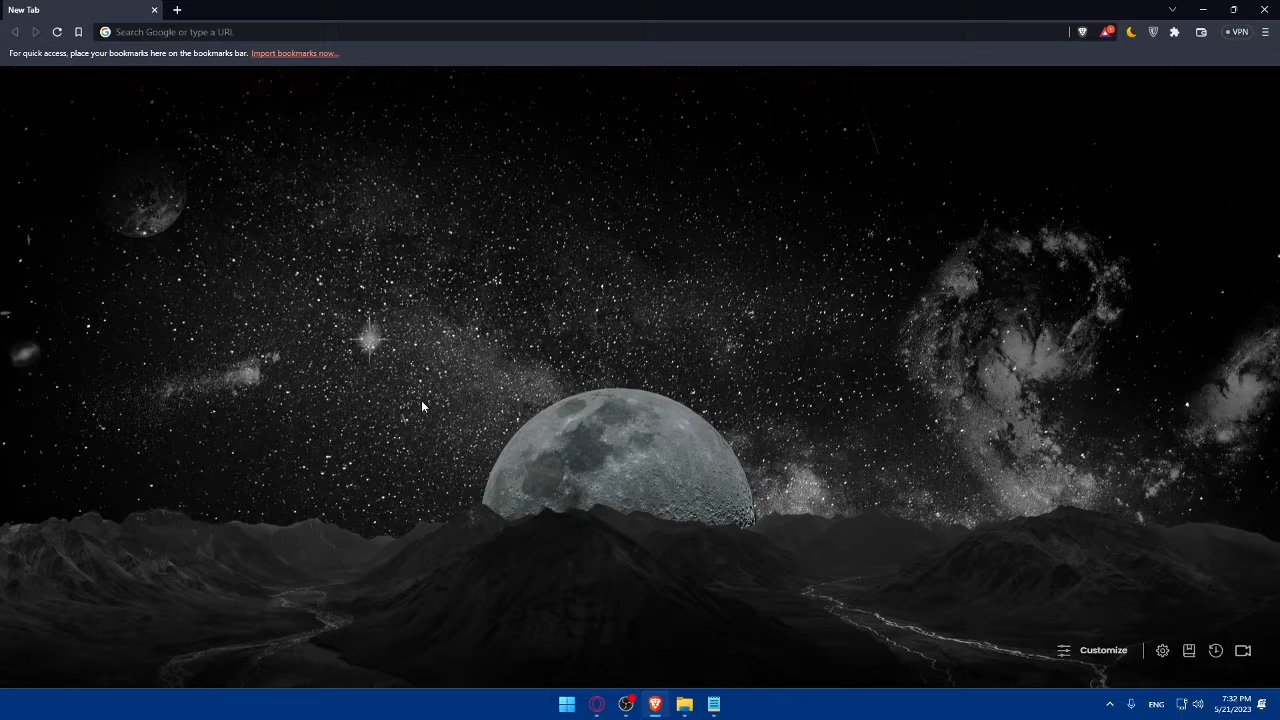 New Tab
Search Google or type a URL
VPN
For quick access, place your bookmarks here on the bookmarks bar. Import bookmarks now...
Customize
ENG
7:32 PM
5/21/2023